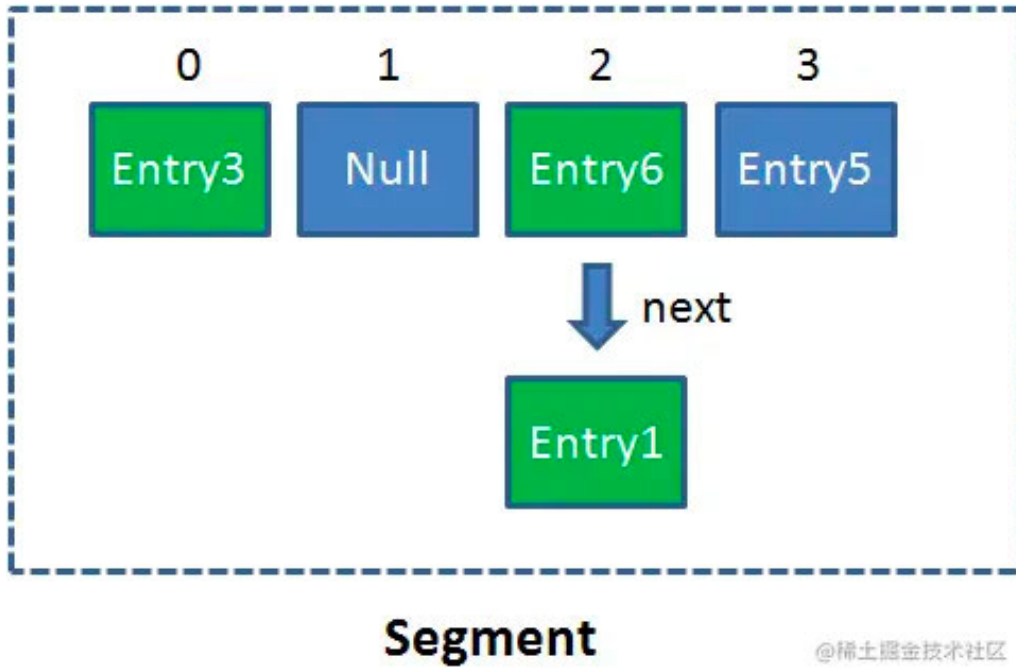 0 1 2 3
Entry3 Null Entry6 Entry5
next
Entry1
Segment
@稀土掘金技术社区